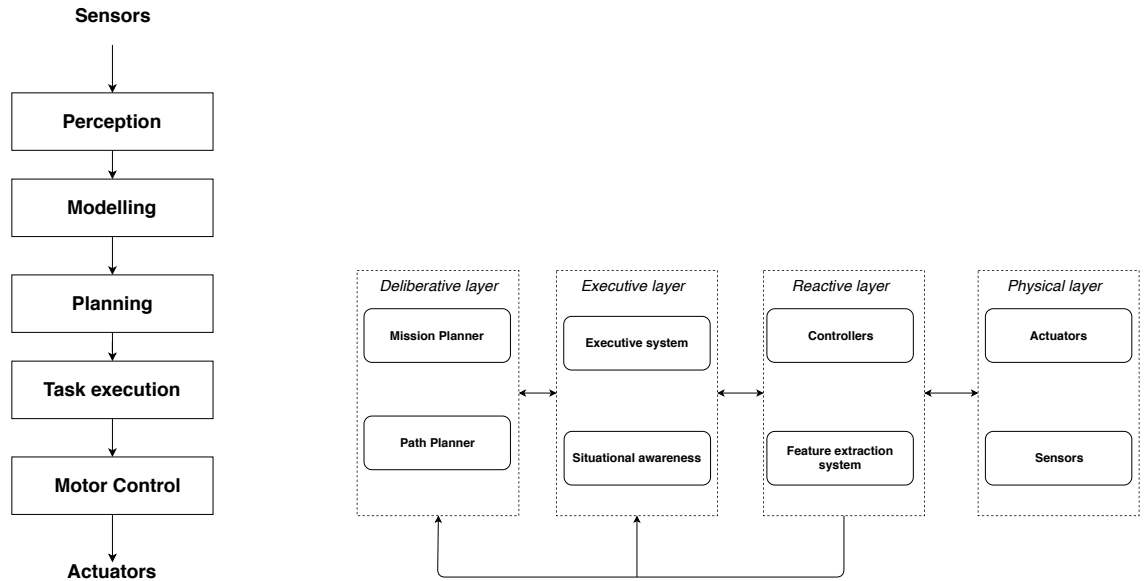 Sensors
Perception
Modelling
Planning
Task execution
Motor Control
Actuators
Deliberative layer
Mission Planner
Path Planner
Executive layer
Executive system
Situational awareness
Reactive layer
Controllers
Feature extraction
system
Physical layer
Actuators
Sensors